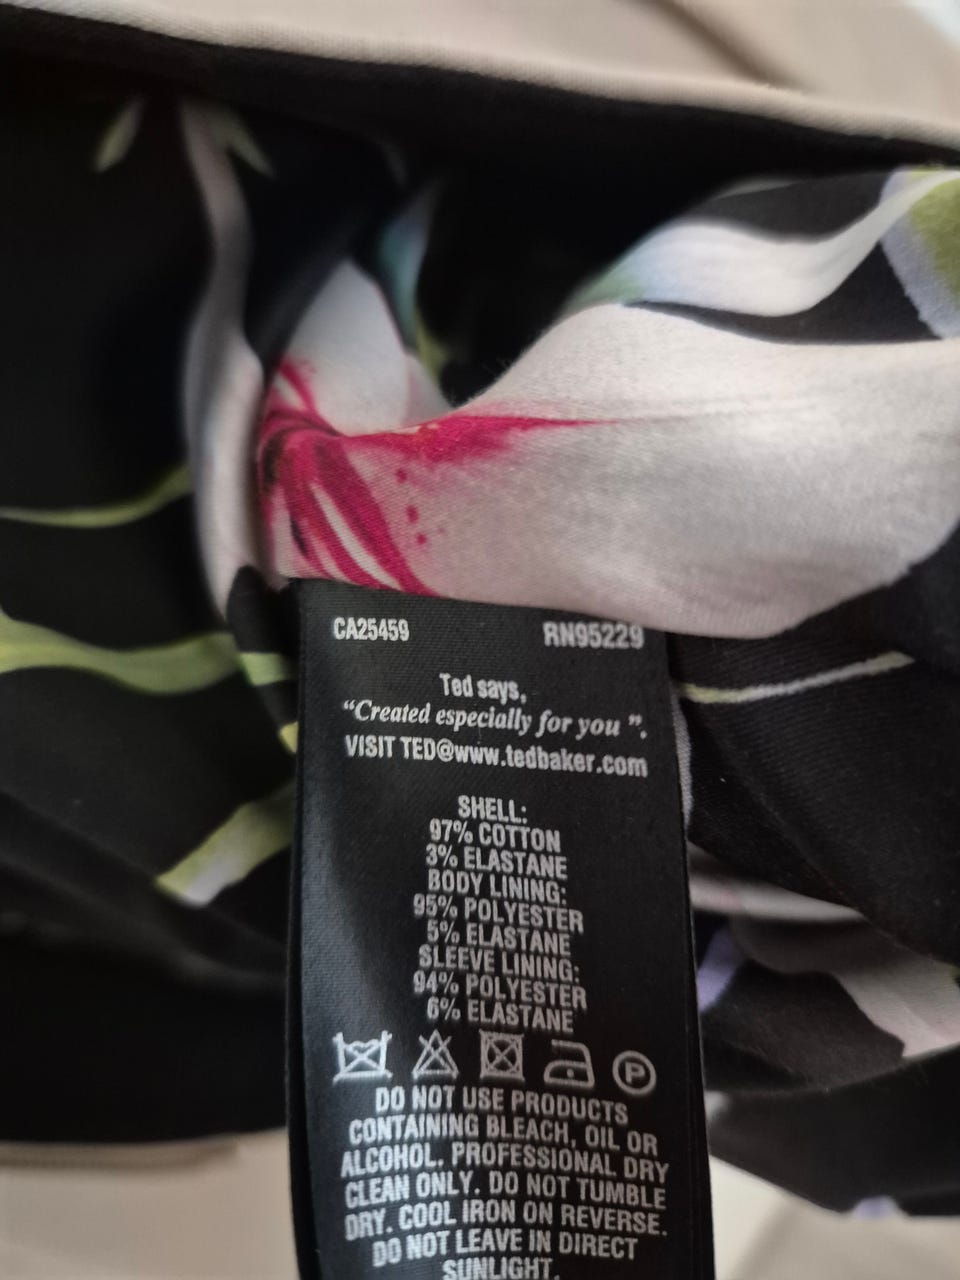 CA25459 RN95229
Ted says,
“Created especially for you ”.
VISIT TED@www.tedbaker.com
SHELL:
97% COTTON
3% ELASTANE
BODY LINING:
95% POLYESTER
5% ELASTANE
SLEEVE LINING:
94% POLYESTER
6% ELASTANE
P
DO NOT USE PRODUCTS
CONTAINING BLEACH, OIL OR
ALCOHOL. PROFESSIONAL DRY
CLEAN ONLY. DO NOT TUMBLE
DRY. COOL IRON ON REVERSE.
DO NOT LEAVE IN DIRECT
SUNLIGHT.